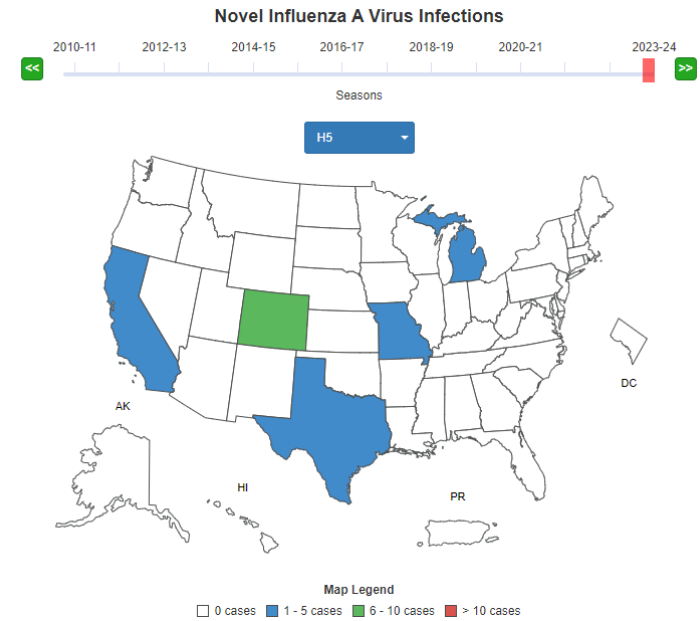 Novel Influenza A Virus Infections
2010-11 2012-13 2014-15 2016-17 2018-19 2020-21 2023-24
<< >>
Seasons
H5
DC
AK
HI
PR
Map Legend
0 cases 1 - 5 cases 6 - 10 cases > 10 cases